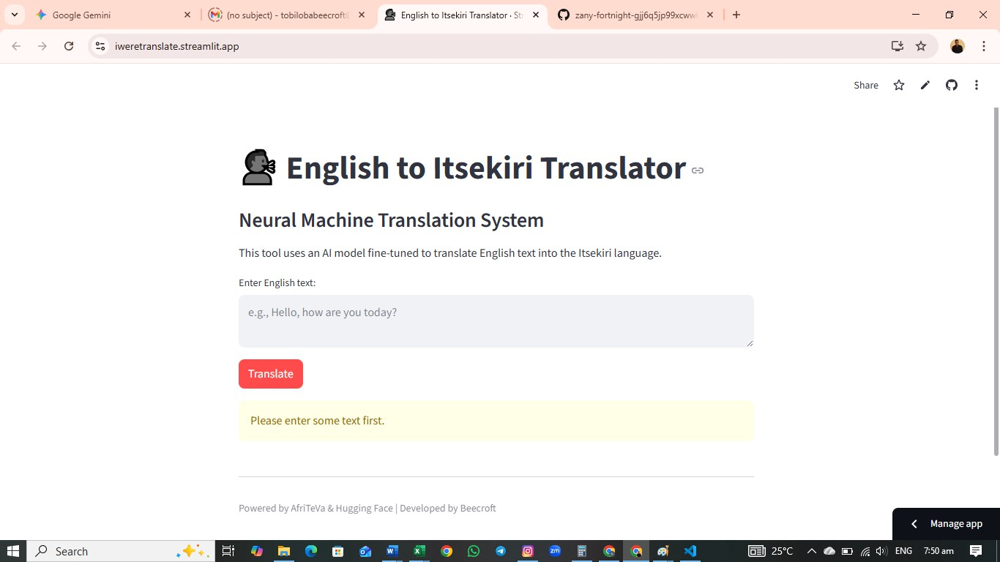 Google Gemini
(no subject) - tobilobabeecroft@
English to Itsekiri Translator · St
zany-fortnight-gjj6q5jp99xcww
iweretranslate.streamlit.app
Share
English to Itsekiri Translator
Neural Machine Translation System
This tool uses an AI model fine-tuned to translate English text into the Itsekiri language.
Enter English text:
e.g., Hello, how are you today?
Translate
Please enter some text first.
Powered by AfriTeVa & Hugging Face | Developed by Beecroft
Manage app
Search
25°C
ENG
7:50 am